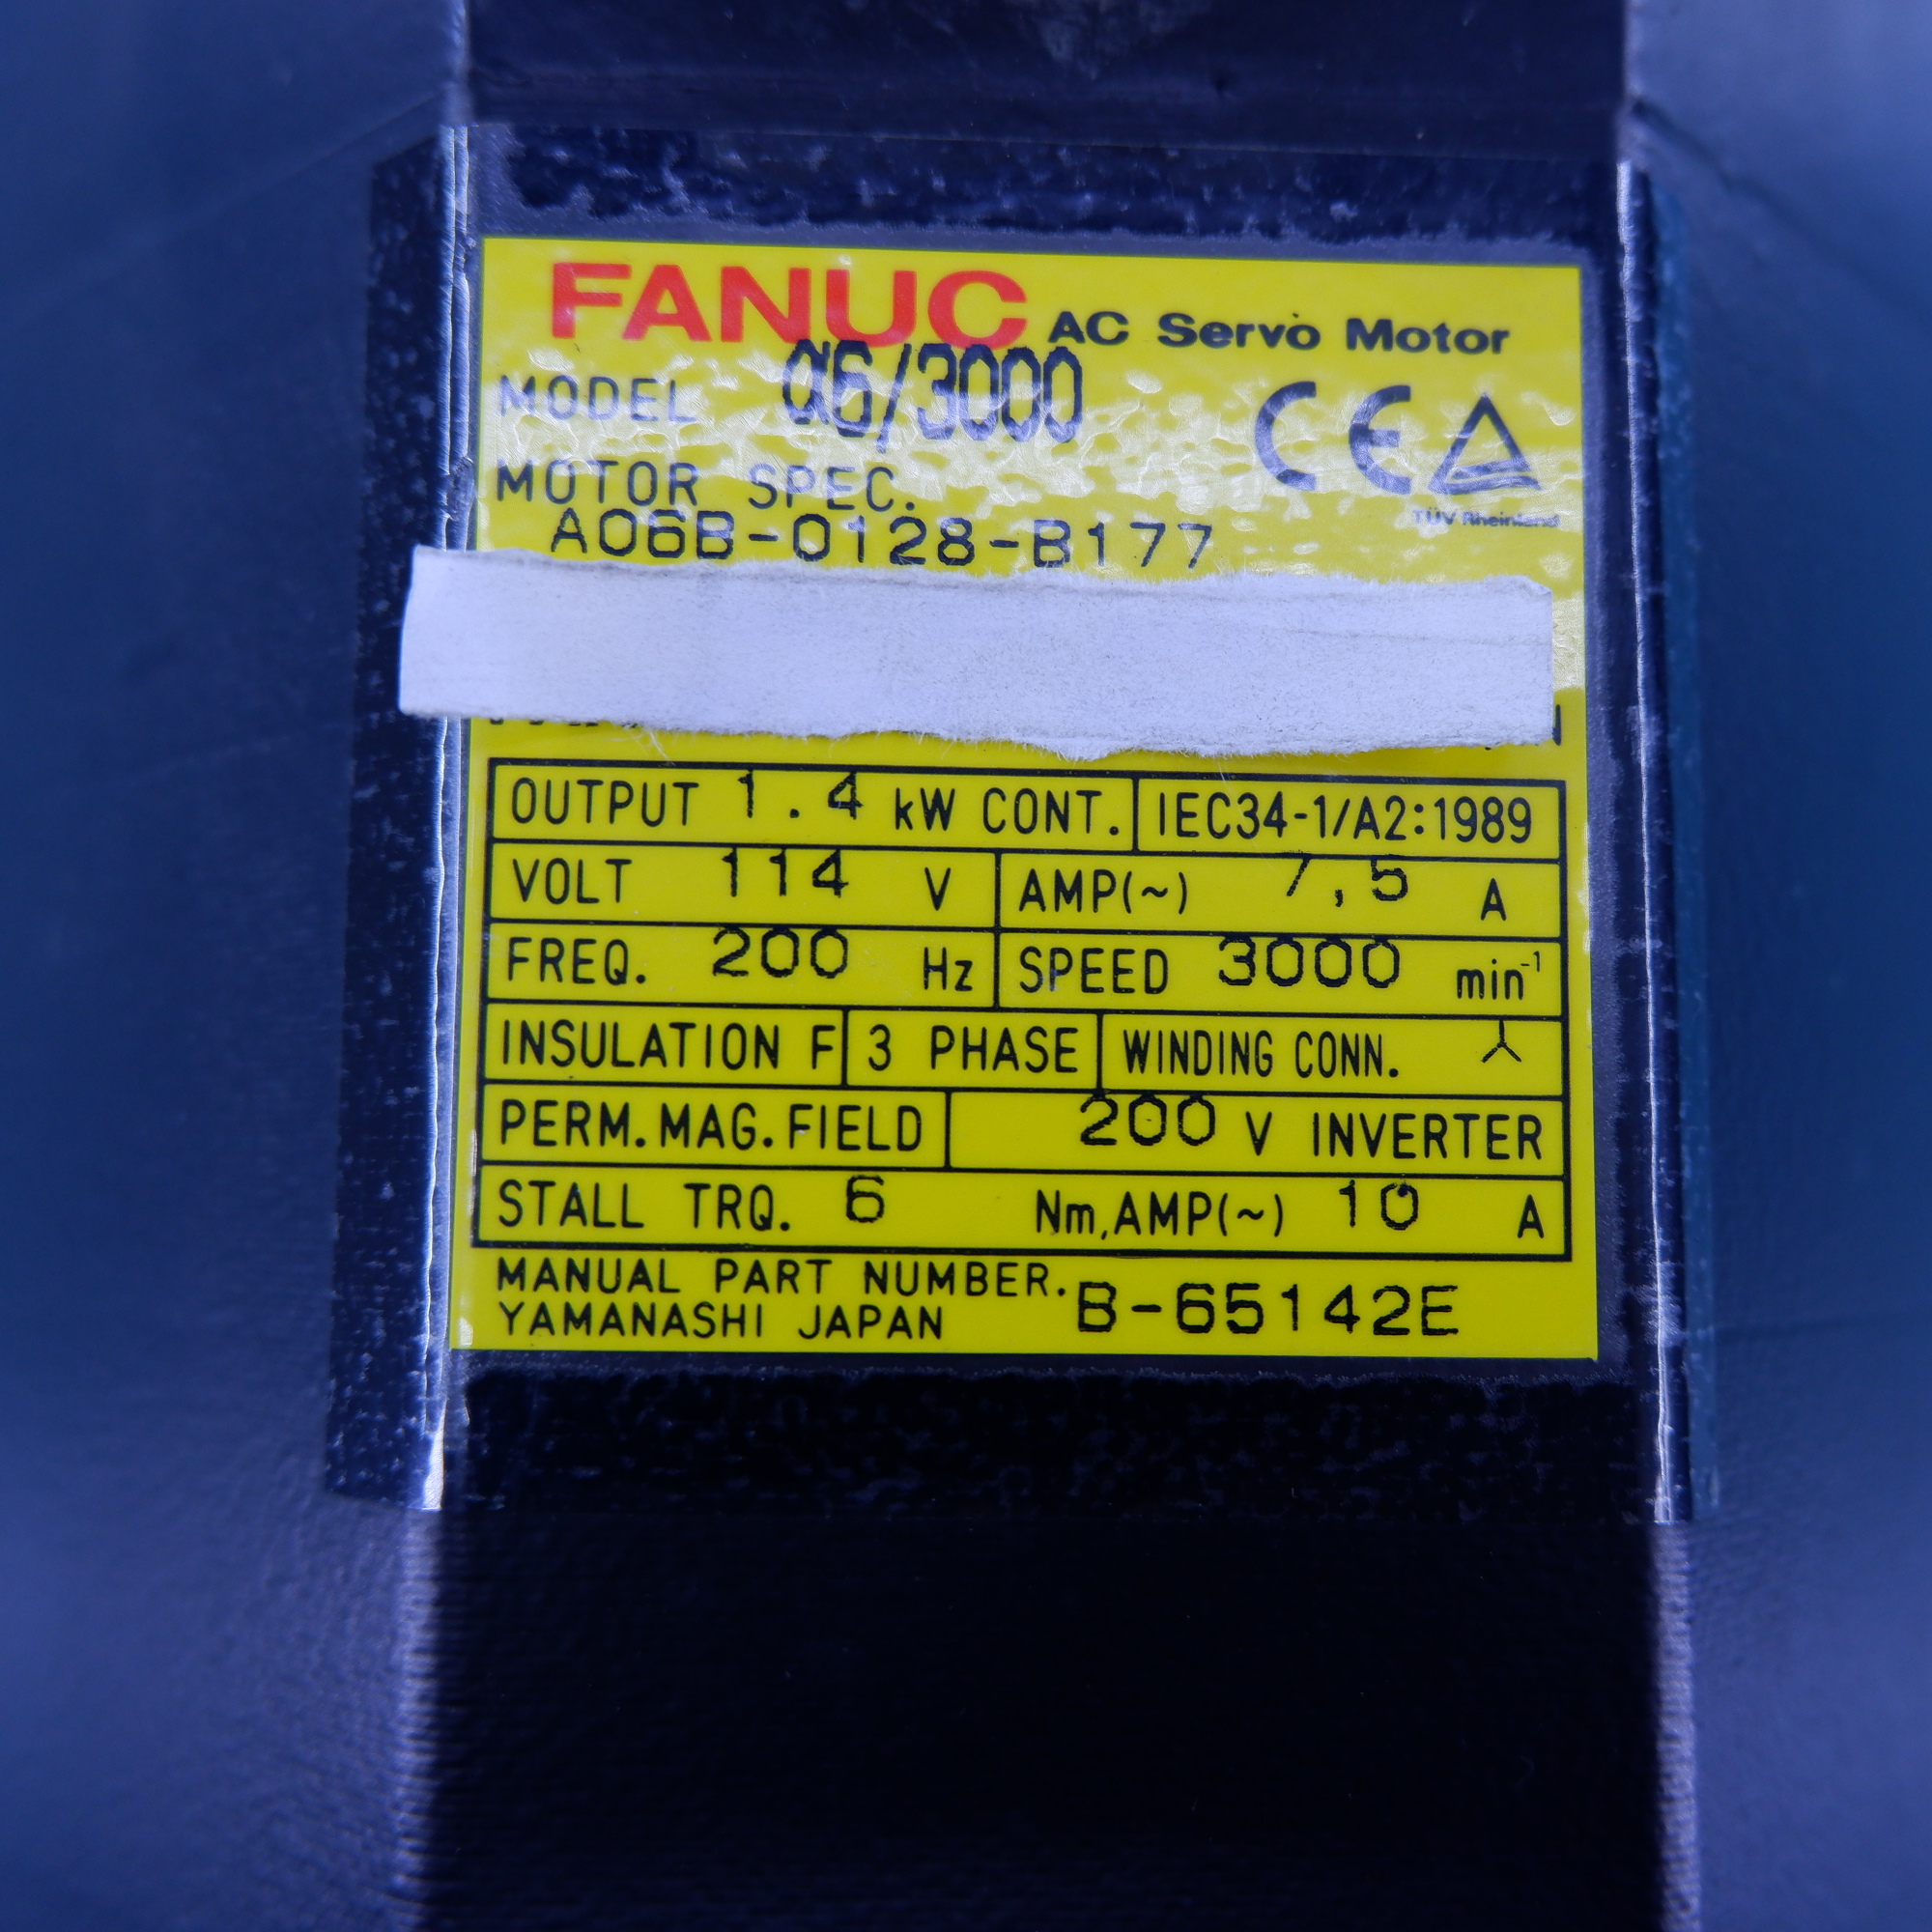 FANUC AC Servo Motor
MODEL α6/3000
CE
MOTOR SPEC.
TÜV Rheinland
A06B-0128-B177
OUTPUT 1.4 kW CONT. IEC34-1/A2:1989
VOLT 114 V AMP(~) 7,5 A
FREQ. 200 Hz SPEED 3000 min⁻¹
INSULATION F 3 PHASE WINDING CONN.
PERM.MAG.FIELD 200 V INVERTER
STALL TRQ. 6 Nm,AMP(~) 10 A
MANUAL PART NUMBER. B-65142E
YAMANASHI JAPAN